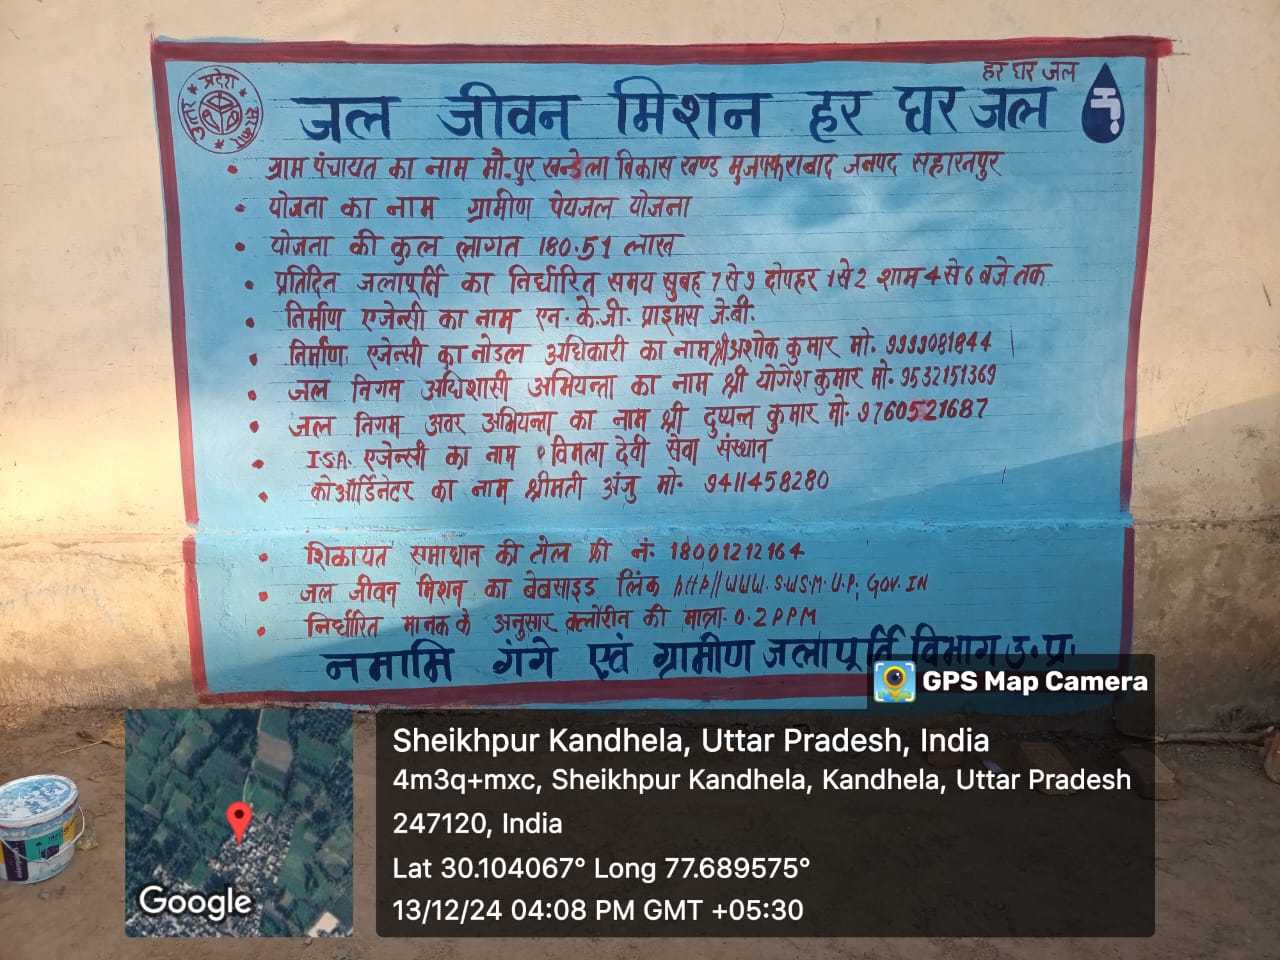 उत्तर प्रदेश सरकार
हर घर जल
जल जीवन मिशन हर घर जल
• ग्राम पंचायत का नाम मौ.पुर खन्डेला विकास खण्ड मुजफ्फराबाद जनपद सहारनपुर
• योजना का नाम ग्रामीण पेयजल योजना
• योजना की कुल लागत 180.51 लाख
• प्रतिदिन जलापूर्ति का निर्धारित समय सुबह 7 से 9 दोपहर 1 से 2 शाम 4 से 6 बजे तक
• निर्माण एजेन्सी का नाम एन. के.जी. प्राइमस जे.बी.
• निर्माण एजेन्सी का नोडल अधिकारी का नाम श्री अशोक कुमार मो. 9999081844
• जल निगम अधिशासी अभियन्ता का नाम श्री योगेश कुमार मो. 9532151369
• जल निगम अवर अभियन्ता का नाम श्री दुष्यन्त कुमार मो. 9760521687
• ISA. एजेन्सी का नाम विमला देवी सेवा संस्थान
• कोऑर्डिनेटर का नाम श्रीमती अंजु मो. 9411458280
• शिकायत समाधान की टोल फ्री नं. 18001212164
• जल जीवन मिशन का बेबसाइड लिंक http//WWW.SWSM.U.P; GOV.IN
• निर्धारित मानक के अनुसार क्लोरीन की मात्रा 0.2 PPM
नमामि गंगे एवं ग्रामीण जलापूर्ति विभाग उ.प्र.
GPS Map Camera
Sheikhpur Kandhela, Uttar Pradesh, India
4m3q+mxc, Sheikhpur Kandhela, Kandhela, Uttar Pradesh
247120, India
Lat 30.104067° Long 77.689575°
13/12/24 04:08 PM GMT +05:30
Google